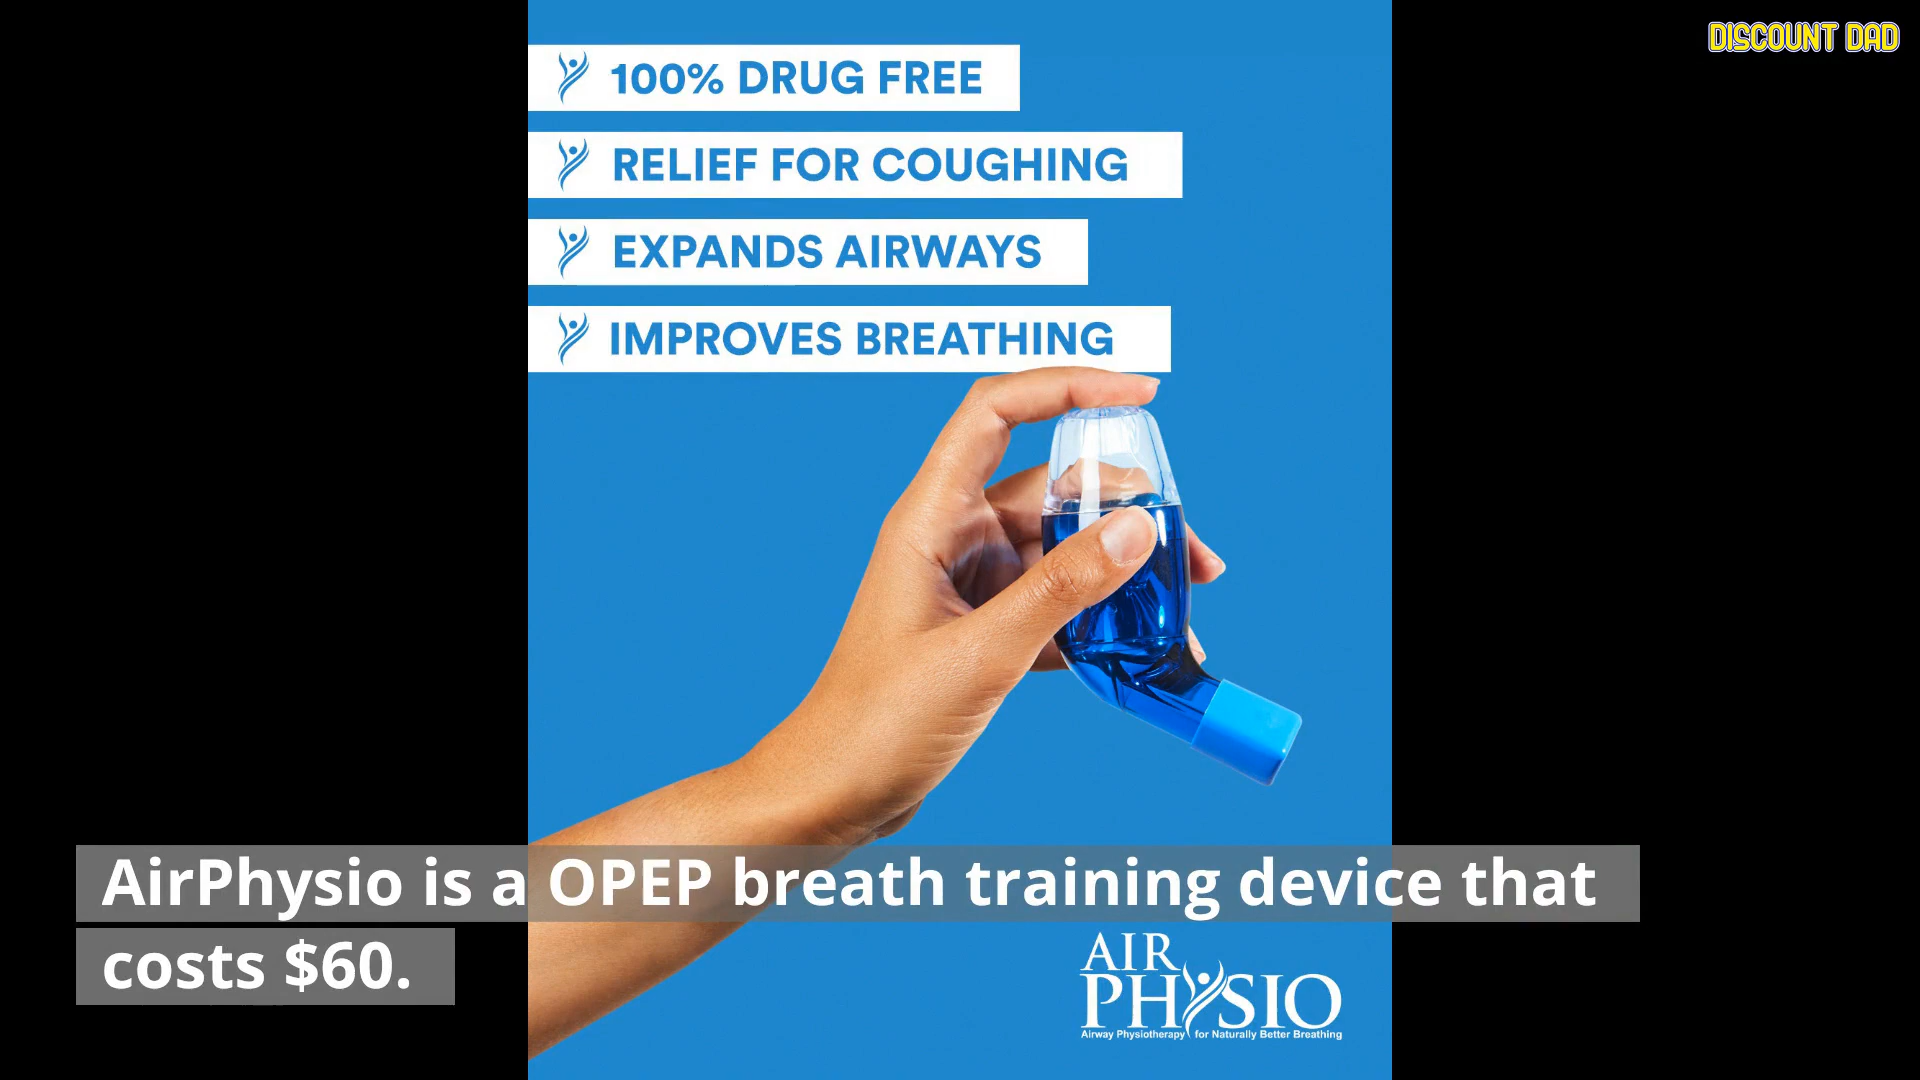 DISCOUNT DAD
100% DRUG FREE
RELIEF FOR COUGHING
EXPANDS AIRWAYS
IMPROVES BREATHING
AirPhysio is a OPEP breath training device that
costs $60.
AIR
PHYSIO
Airway Physiotherapy for Naturally Better Breathing